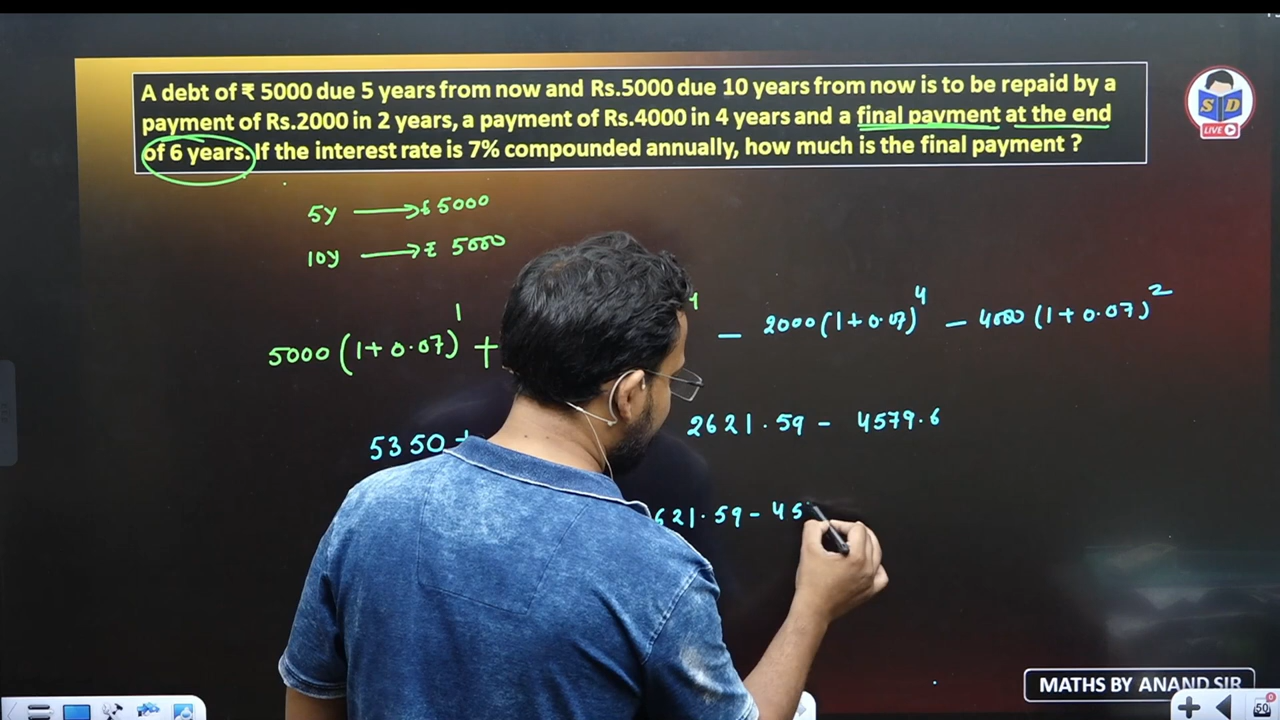 A debt of ₹ 5000 due 5 years from now and Rs.5000 due 10 years from now is to be repaid by a
payment of Rs.2000 in 2 years, a payment of Rs.4000 in 4 years and a final payment at the end
of 6 years. If the interest rate is 7% compounded annually, how much is the final payment ?
S D
LIVE
5Y → ₹ 5000
10Y → ₹ 5000
5000 (1+0.07)^1 + - 2000 (1+0.07)^4 - 4000 (1+0.07)^2
5350 + 2621.59 - 4579.6
621.59 - 45
MATHS BY ANAND SIR
50